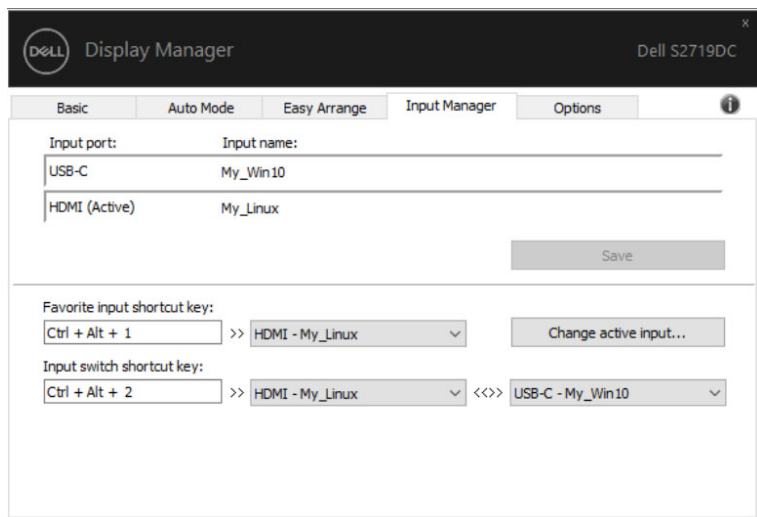 x
DELL Display Manager Dell S2719DC
Basic Auto Mode Easy Arrange Input Manager Options i
Input port: Input name:
USB-C My_Win10
HDMI (Active) My_Linux
Save
Favorite input shortcut key:
Ctrl + Alt + 1 >> HDMI - My_Linux Change active input...
Input switch shortcut key:
Ctrl + Alt + 2 >> HDMI - My_Linux <<>> USB-C - My_Win10